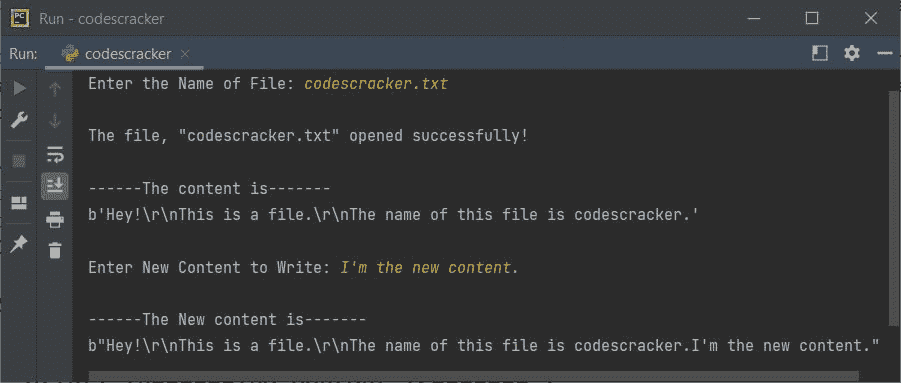 PC Run - codescracker
Run: codescracker
Enter the Name of File: codescracker.txt
The file, "codescracker.txt" opened successfully!
------The content is-------
b'Hey!\r\nThis is a file.\r\nThe name of this file is codescracker.'
Enter New Content to Write: I'm the new content.
------The New content is-------
b"Hey!\r\nThis is a file.\r\nThe name of this file is codescracker.I'm the new content."